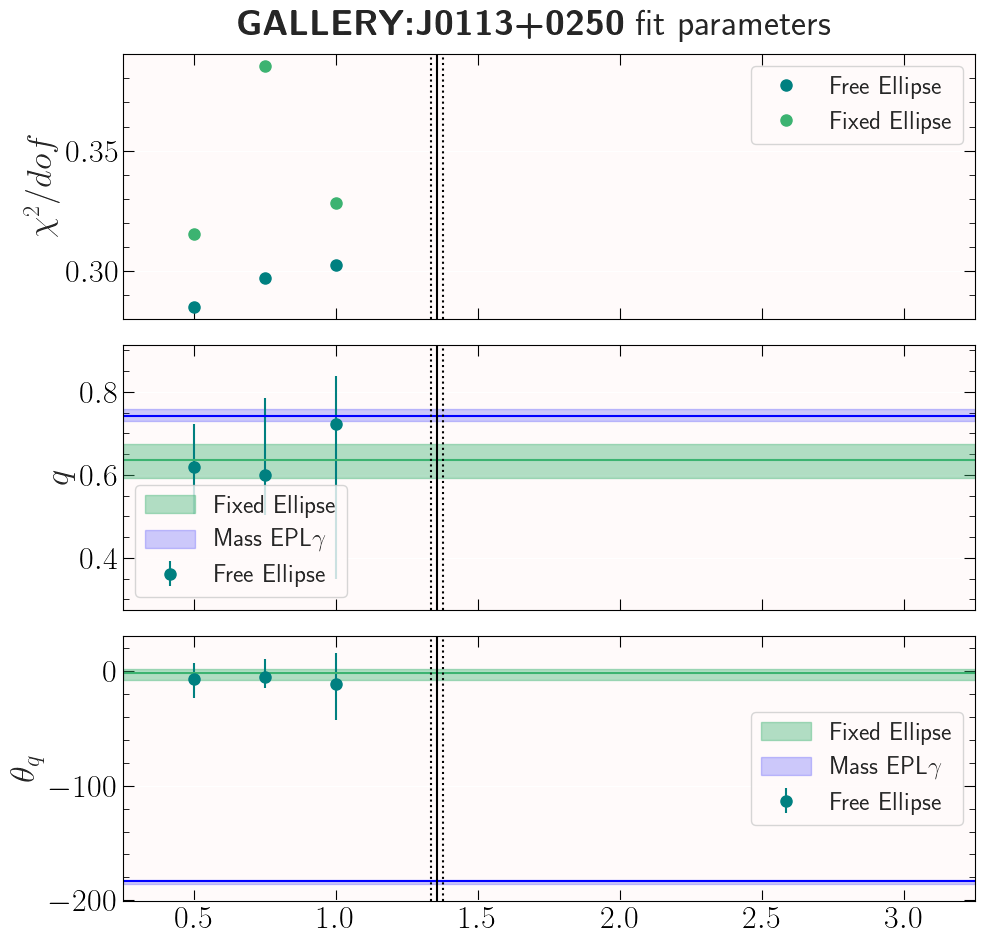 GALLERY:J0113+0250 fit parameters
χ²/dof
0.35
0.30
Free Ellipse
Fixed Ellipse
q
0.8
0.6
0.4
Fixed Ellipse
Mass EPLγ
Free Ellipse
θ_q
0
−100
−200
Fixed Ellipse
Mass EPLγ
Free Ellipse
0.5 1.0 1.5 2.0 2.5 3.0